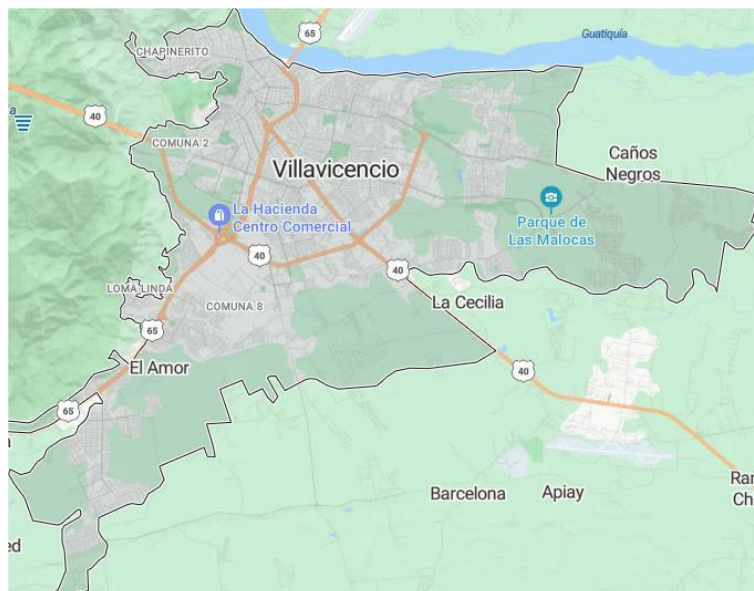 65
Guatiquía
CHAPINERITO
40
COMUNA 2
Villavicencio
Caños
Negros
La Hacienda
Centro Comercial
Parque de
Las Malocas
40
40
LOMA LINDA
COMUNA 8
La Cecilia
65
El Amor
40
65
Barcelona
Apiay